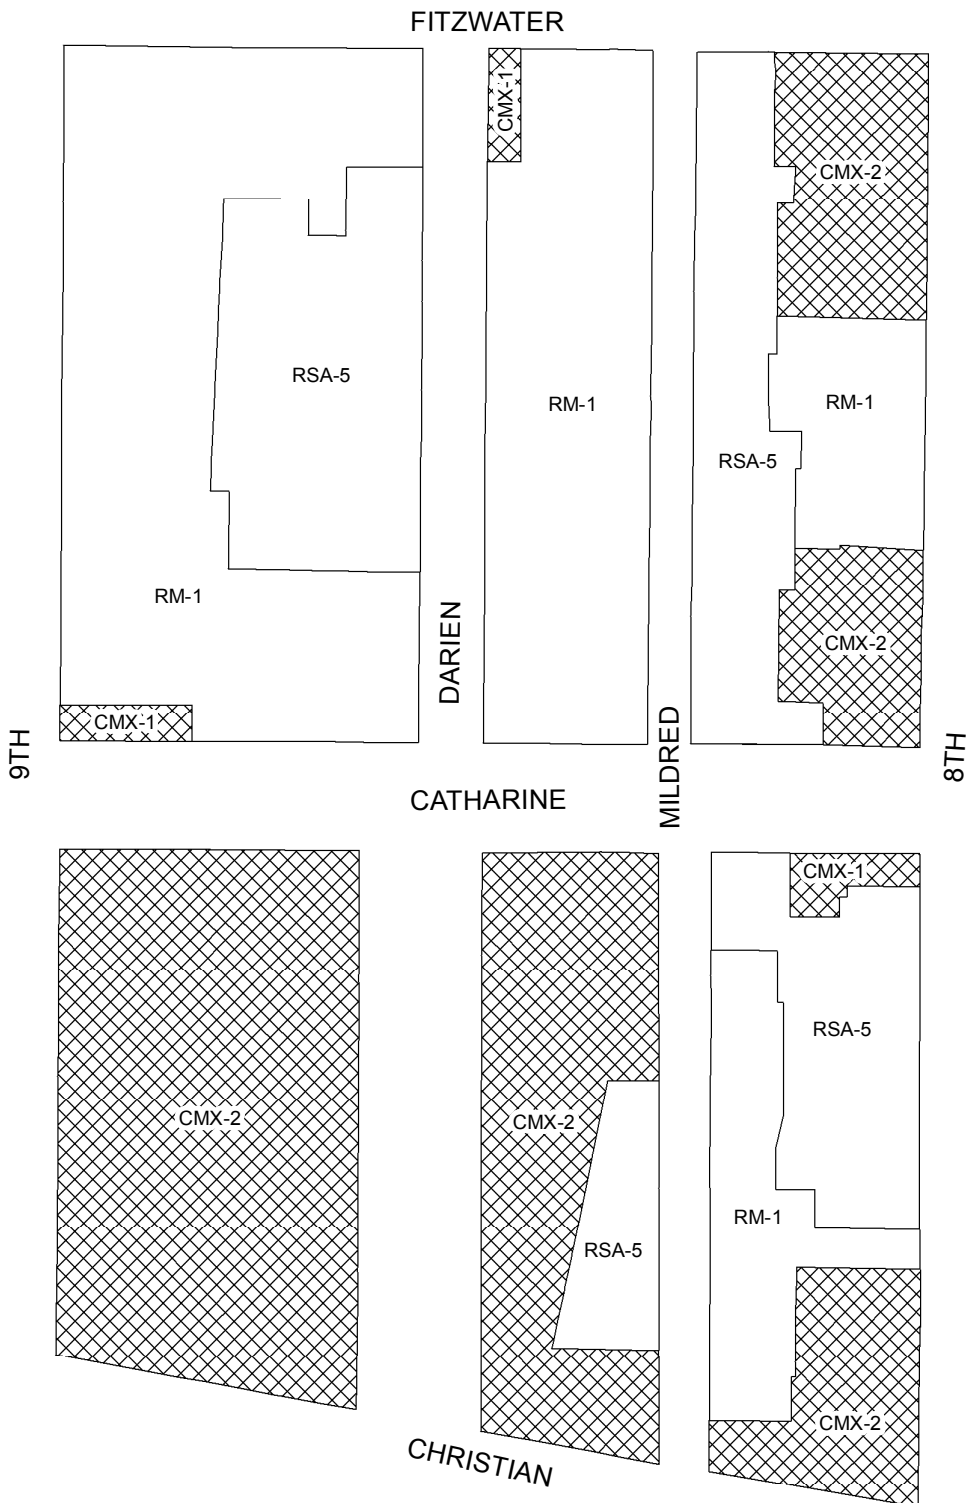 FITZWATER
CMX-1
CMX-2
RSA-5
RM-1
RM-1
RSA-5
RM-1
DARIEN
CMX-2
CMX-1
MILDRED
9TH
8TH
CATHARINE
CMX-1
RSA-5
CMX-2
CMX-2
RM-1
RSA-5
CMX-2
CHRISTIAN